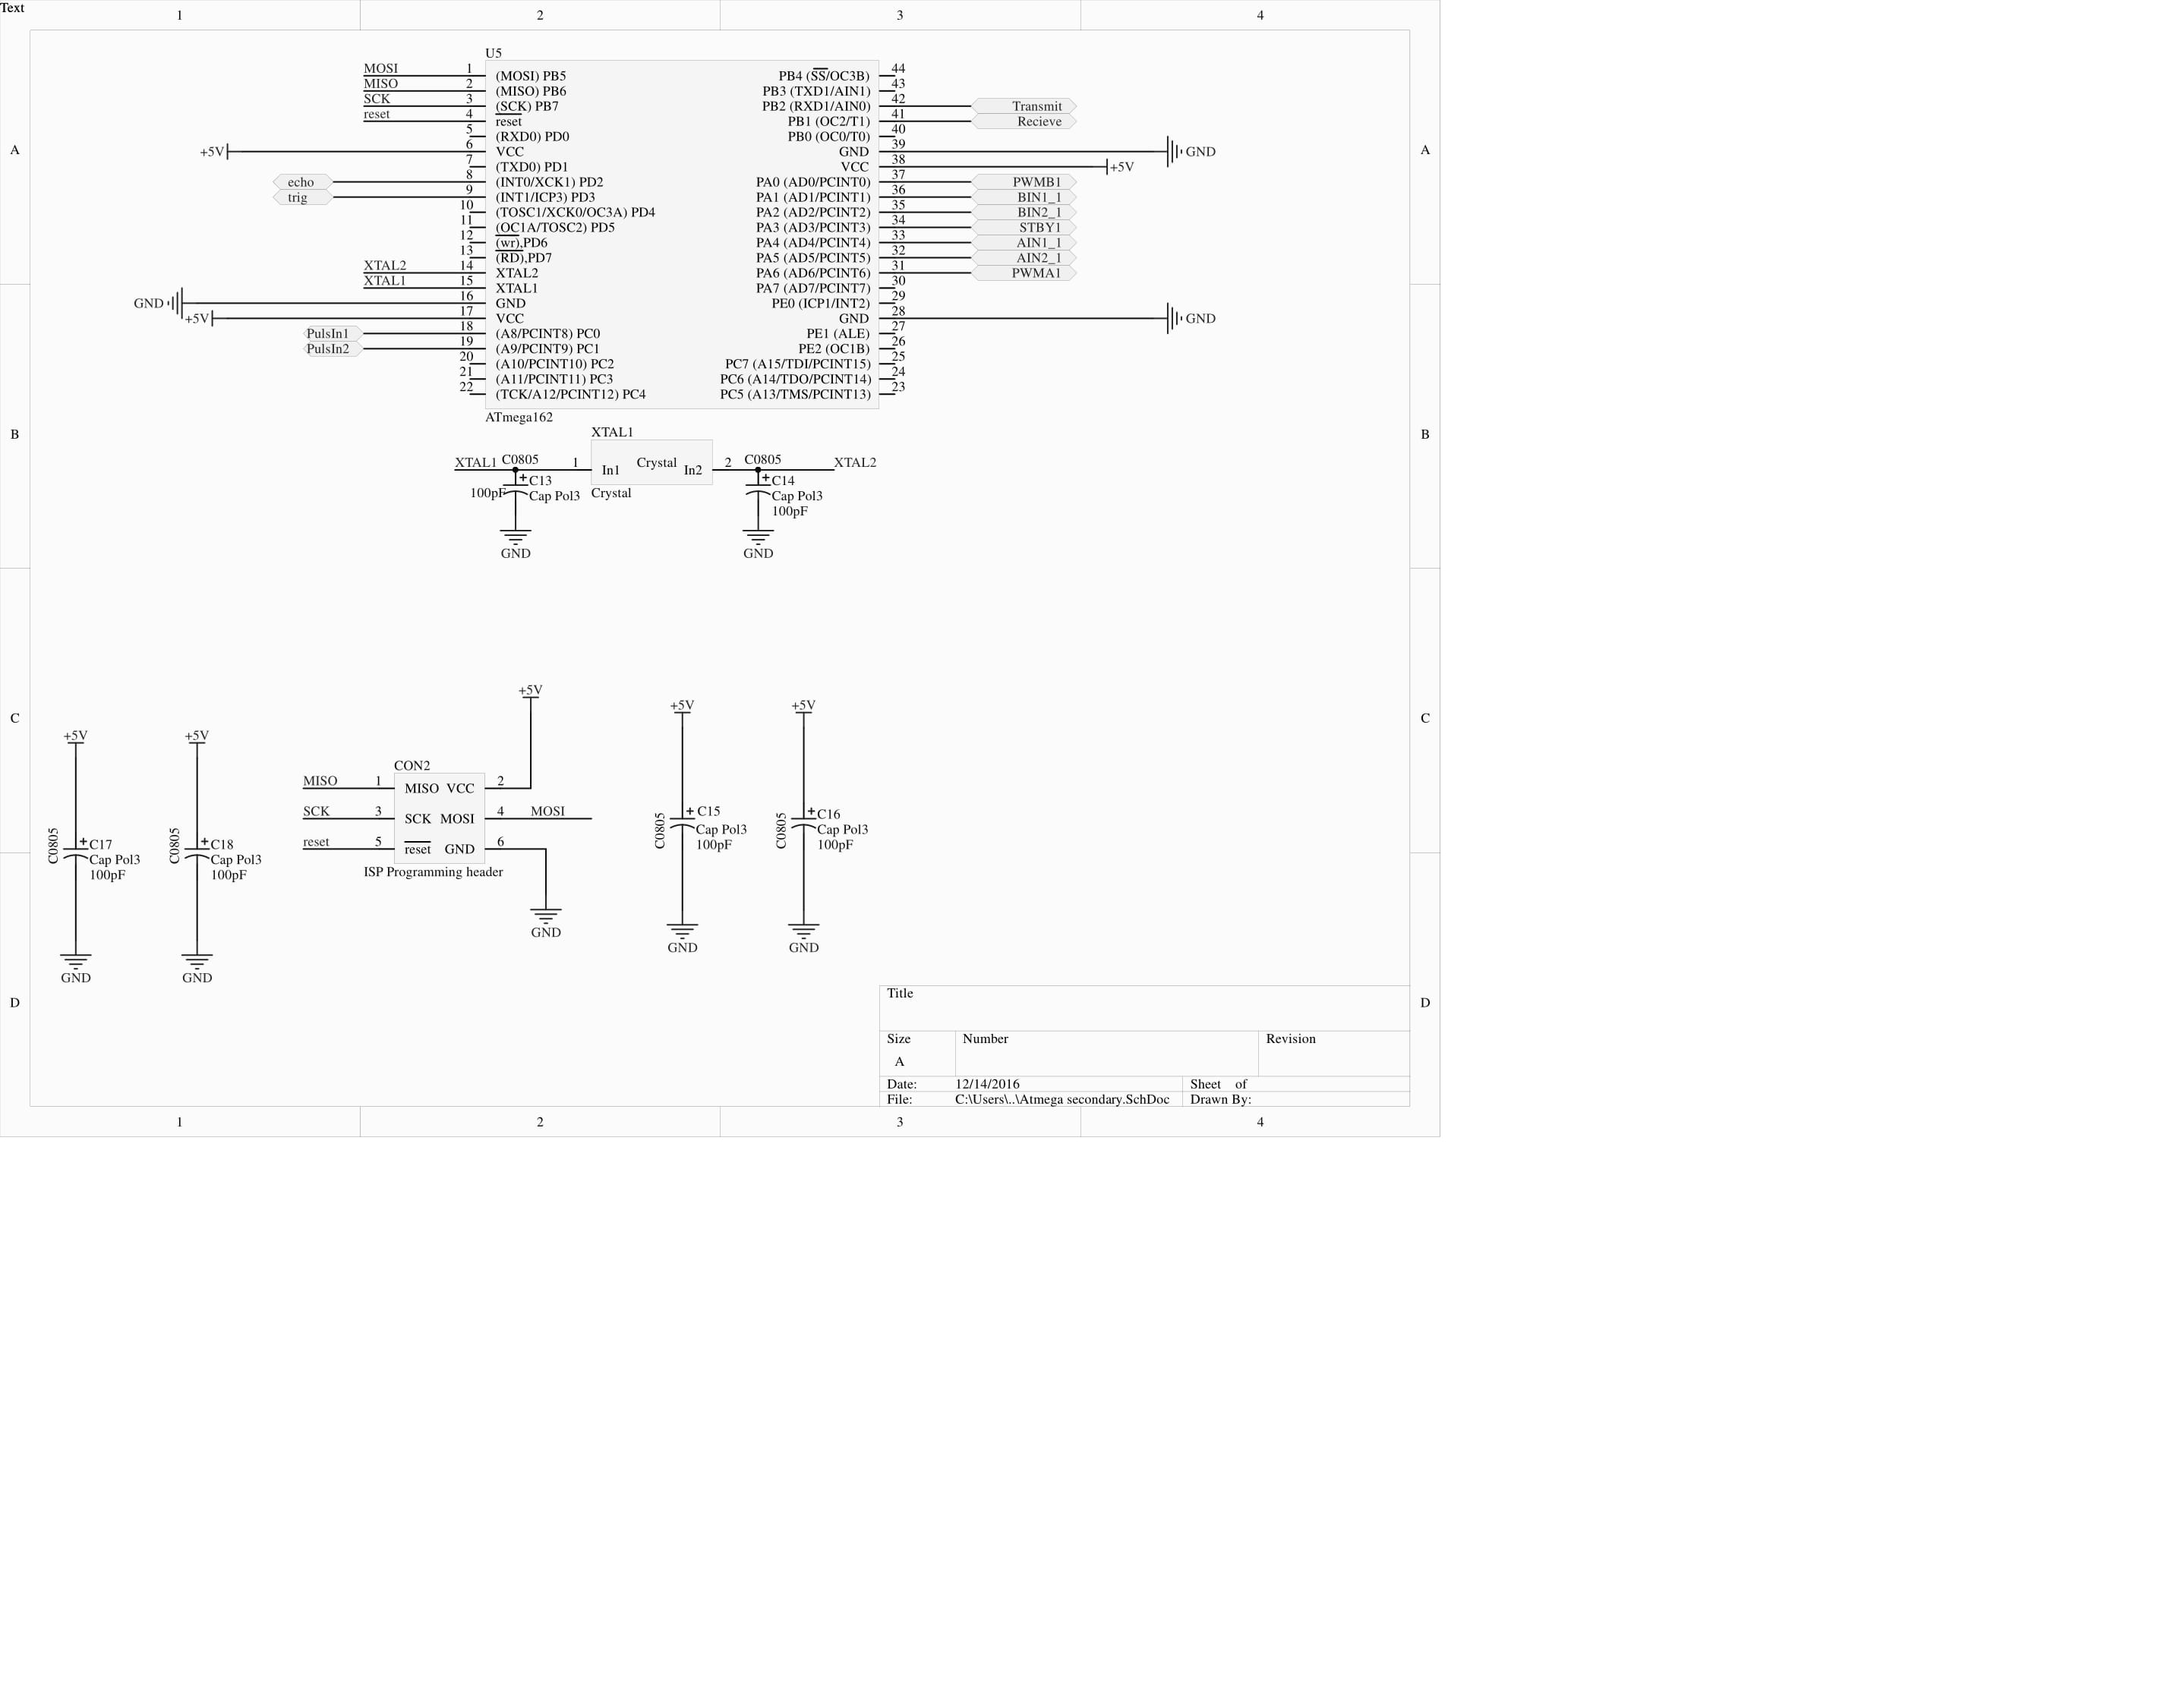 Text
1 2 3 4
U5
MOSI 1 (MOSI) PB5 PB4 (SS/OC3B) 44
MISO 2 (MISO) PB6 PB3 (TXD1/AIN1) 43
SCK 3 (SCK) PB7 PB2 (RXD1/AIN0) 42 Transmit
reset 4 reset PB1 (OC2/T1) 41 Recieve
5 (RXD0) PD0 PB0 (OC0/T0) 40
A +5V 6 VCC GND 39 GND A
7 (TXD0) PD1 VCC 38 +5V
echo 8 (INT0/XCK1) PD2 PA0 (AD0/PCINT0) 37 PWMB1
trig 9 (INT1/ICP3) PD3 PA1 (AD1/PCINT1) 36 BIN1_1
10 (TOSC1/XCK0/OC3A) PD4 PA2 (AD2/PCINT2) 35 BIN2_1
11 (OC1A/TOSC2) PD5 PA3 (AD3/PCINT3) 34 STBY1
12 (wr),PD6 PA4 (AD4/PCINT4) 33 AIN1_1
13 (RD),PD7 PA5 (AD5/PCINT5) 32 AIN2_1
XTAL2 14 XTAL2 PA6 (AD6/PCINT6) 31 PWMA1
XTAL1 15 XTAL1 PA7 (AD7/PCINT7) 30
GND 16 GND PE0 (ICP1/INT2) 29
+5V 17 VCC GND 28 GND
PulsIn1 18 (A8/PCINT8) PC0 PE1 (ALE) 27
PulsIn2 19 (A9/PCINT9) PC1 PE2 (OC1B) 26
20 (A10/PCINT10) PC2 PC7 (A15/TDI/PCINT15) 25
21 (A11/PCINT11) PC3 PC6 (A14/TDO/PCINT14) 24
22 (TCK/A12/PCINT12) PC4 PC5 (A13/TMS/PCINT13) 23
ATmega162
B XTAL1 B
XTAL1 C0805 1 In1 Crystal In2 2 C0805 XTAL2
+ C13 + C14
100pF Cap Pol3 Crystal Cap Pol3
100pF
GND GND
+5V
+5V +5V
C C
+5V +5V
CON2
MISO 1 MISO VCC 2
SCK 3 SCK MOSI 4 MOSI
C0805 + C15 C0805 + C16
Cap Pol3 Cap Pol3
100pF 100pF
reset 5 reset GND 6
C0805 + C17 C0805 + C18
Cap Pol3 Cap Pol3
100pF 100pF
ISP Programming header
GND
GND GND
GND GND
D D
Title
Size Number Revision
A
Date: 12/14/2016 Sheet of
File: C:\Users\..\Atmega secondary.SchDoc Drawn By:
1 2 3 4